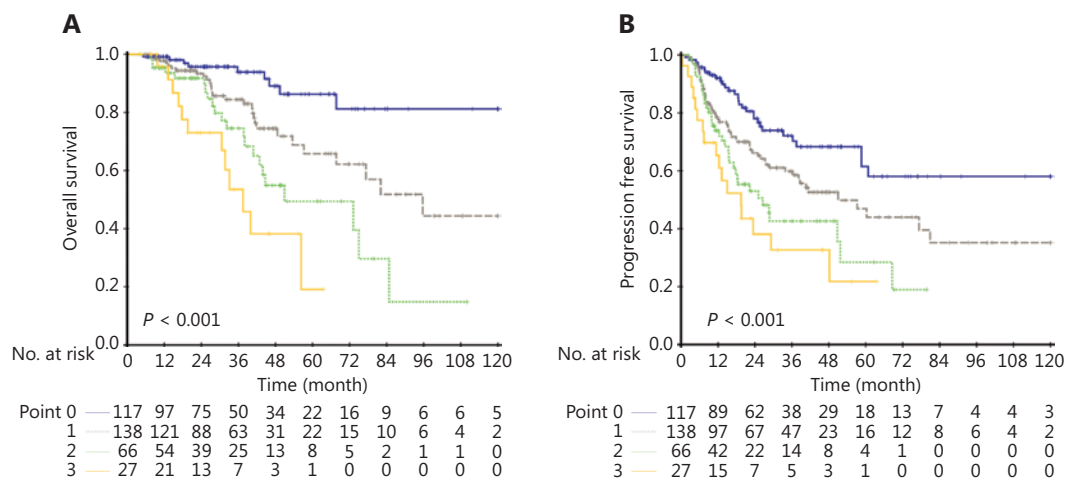 A
Overall survival
1.0
0.8
0.6
0.4
0.2
0.0
P < 0.001
0 12 24 36 48 60 72 84 96 108 120
Time (month)
No. at risk
Point 0 117 97 75 50 34 22 16 9 6 6 5
1 138 121 88 63 31 22 15 10 6 4 2
2 66 54 39 25 13 8 5 2 1 1 0
3 27 21 13 7 3 1 0 0 0 0 0
B
Progression free survival
1.0
0.8
0.6
0.4
0.2
0.0
P < 0.001
0 12 24 36 48 60 72 84 96 108 120
Time (month)
No. at risk
Point 0 117 89 62 38 29 18 13 7 4 4 3
1 138 97 67 47 23 16 12 8 6 4 2
2 66 42 22 14 8 4 1 0 0 0 0
3 27 15 7 5 3 1 0 0 0 0 0